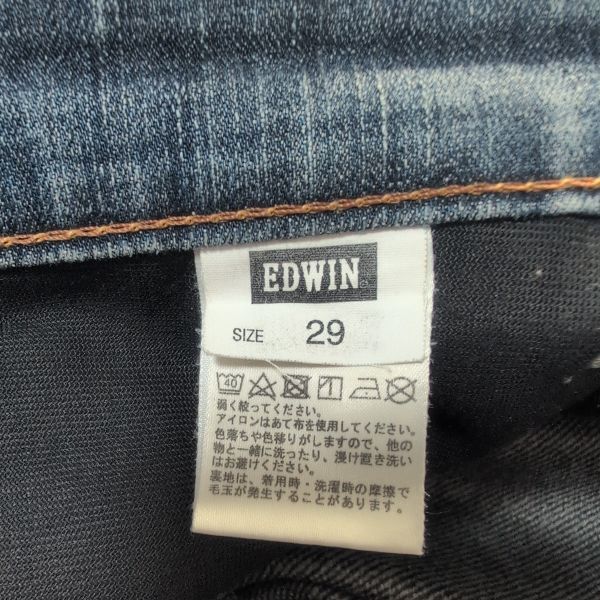 EDWIN
SIZE 29
40
弱く絞ってください。
アイロンはあて布を使用してください。
色落ちや色移りがしますので、他の
物と一緒に洗ったり、浸け置き洗い
はお避けください。
裏地は、着用時・洗濯時の摩擦で
毛玉が発生することがあります。